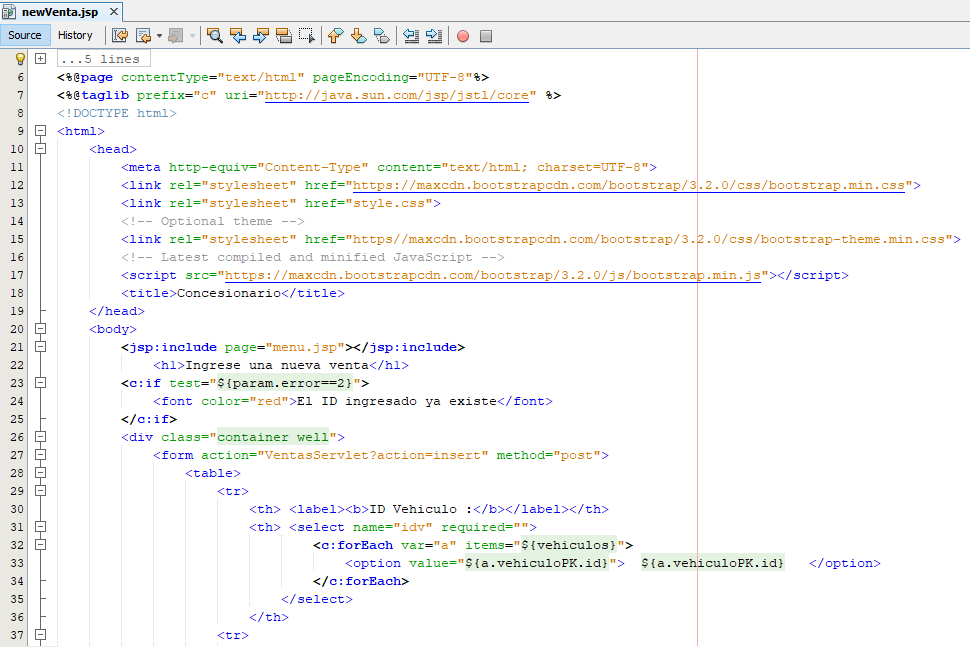 newVenta.jsp
Source History
...5 lines
6 <%@page contentType="text/html" pageEncoding="UTF-8"%>
7 <%@taglib prefix="c" uri="http://java.sun.com/jsp/jstl/core" %>
8 <!DOCTYPE html>
9 <html>
10 <head>
11 <meta http-equiv="Content-Type" content="text/html; charset=UTF-8">
12 <link rel="stylesheet" href="https://maxcdn.bootstrapcdn.com/bootstrap/3.2.0/css/bootstrap.min.css">
13 <link rel="stylesheet" href="style.css">
14 <!-- Optional theme -->
15 <link rel="stylesheet" href="https//maxcdn.bootstrapcdn.com/bootstrap/3.2.0/css/bootstrap-theme.min.css">
16 <!-- Latest compiled and minified JavaScript -->
17 <script src="https://maxcdn.bootstrapcdn.com/bootstrap/3.2.0/js/bootstrap.min.js"></script>
18 <title>Concesionario</title>
19 </head>
20 <body>
21 <jsp:include page="menu.jsp"></jsp:include>
22 <h1>Ingrese una nueva venta</h1>
23 <c:if test="${param.error==2}">
24 <font color="red">El ID ingresado ya existe</font>
25 </c:if>
26 <div class="container well">
27 <form action="VentasServlet?action=insert" method="post">
28 <table>
29 <tr>
30 <th> <label><b>ID Vehiculo :</b></label></th>
31 <th> <select name="idv" required="">
32 <c:forEach var="a" items="${vehiculos}">
33 <option value="${a.vehiculoPK.id}"> ${a.vehiculoPK.id} </option>
34 </c:forEach>
35 </select>
36 </th>
37 <tr>